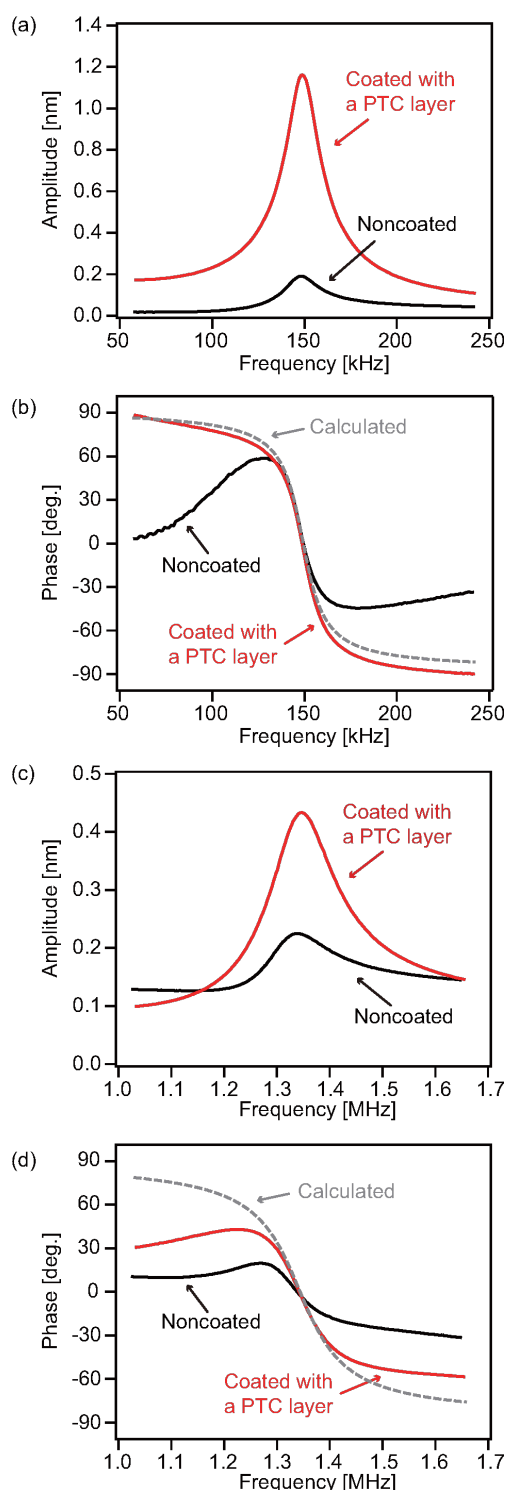 (a)
1.4
1.2
1.0
0.8
0.6
0.4
0.2
0.0
Amplitude [nm]
Coated with
a PTC layer
Noncoated
50 100 150 200 250
Frequency [kHz]
(b)
90
60
30
0
-30
-60
-90
Phase [deg.]
Calculated
Noncoated
Coated with
a PTC layer
50 100 150 200 250
Frequency [kHz]
(c)
0.5
0.4
0.3
0.2
0.1
0.0
Amplitude [nm]
Coated with
a PTC layer
Noncoated
1.0 1.1 1.2 1.3 1.4 1.5 1.6 1.7
Frequency [MHz]
(d)
90
60
30
0
-30
-60
-90
Phase [deg.]
Calculated
Noncoated
Coated with
a PTC layer
1.0 1.1 1.2 1.3 1.4 1.5 1.6 1.7
Frequency [MHz]